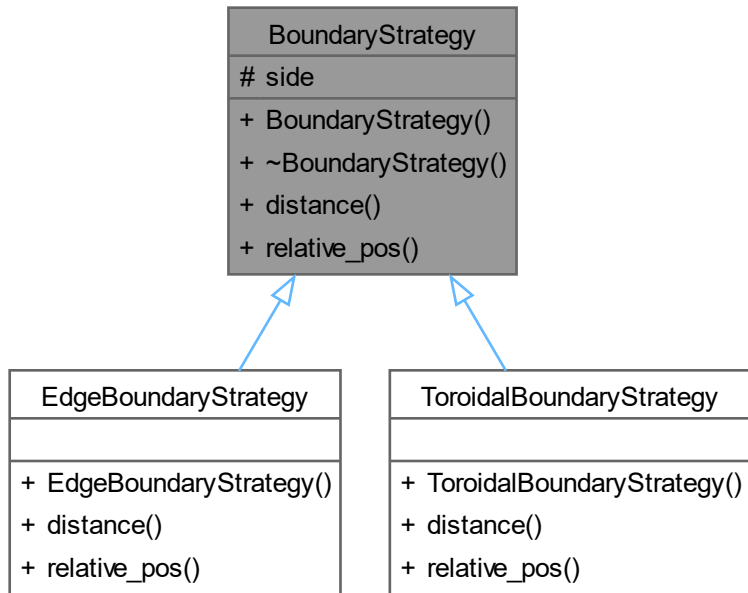 BoundaryStrategy
# side
+ BoundaryStrategy()
+ ~BoundaryStrategy()
+ distance()
+ relative_pos()
EdgeBoundaryStrategy
+ EdgeBoundaryStrategy()
+ distance()
+ relative_pos()
ToroidalBoundaryStrategy
+ ToroidalBoundaryStrategy()
+ distance()
+ relative_pos()